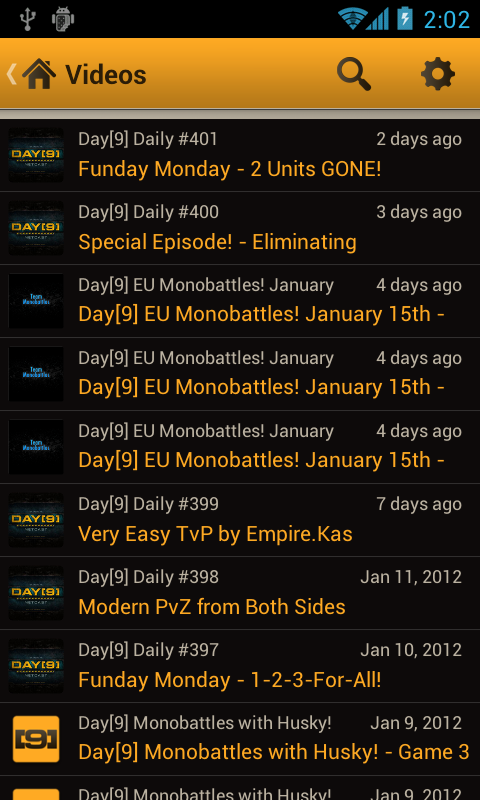 2:02
Videos
DAY[9]
Day[9] Daily #401 2 days ago
Funday Monday - 2 Units GONE!
DAY[9]
Day[9] Daily #400 3 days ago
Special Episode! - Eliminating
Team
Monobattles
Day[9] EU Monobattles! January 4 days ago
Day[9] EU Monobattles! January 15th -
Team
Monobattles
Day[9] EU Monobattles! January 4 days ago
Day[9] EU Monobattles! January 15th -
Team
Monobattles
Day[9] EU Monobattles! January 4 days ago
Day[9] EU Monobattles! January 15th -
DAY[9]
Day[9] Daily #399 7 days ago
Very Easy TvP by Empire.Kas
DAY[9]
Day[9] Daily #398 Jan 11, 2012
Modern PvZ from Both Sides
DAY[9]
Day[9] Daily #397 Jan 10, 2012
Funday Monday - 1-2-3-For-All!
[9]
Day[9] Monobattles with Husky! Jan 9, 2012
Day[9] Monobattles with Husky! - Game 3
Day[9] Monobattles with Husky! Jan 9, 2012